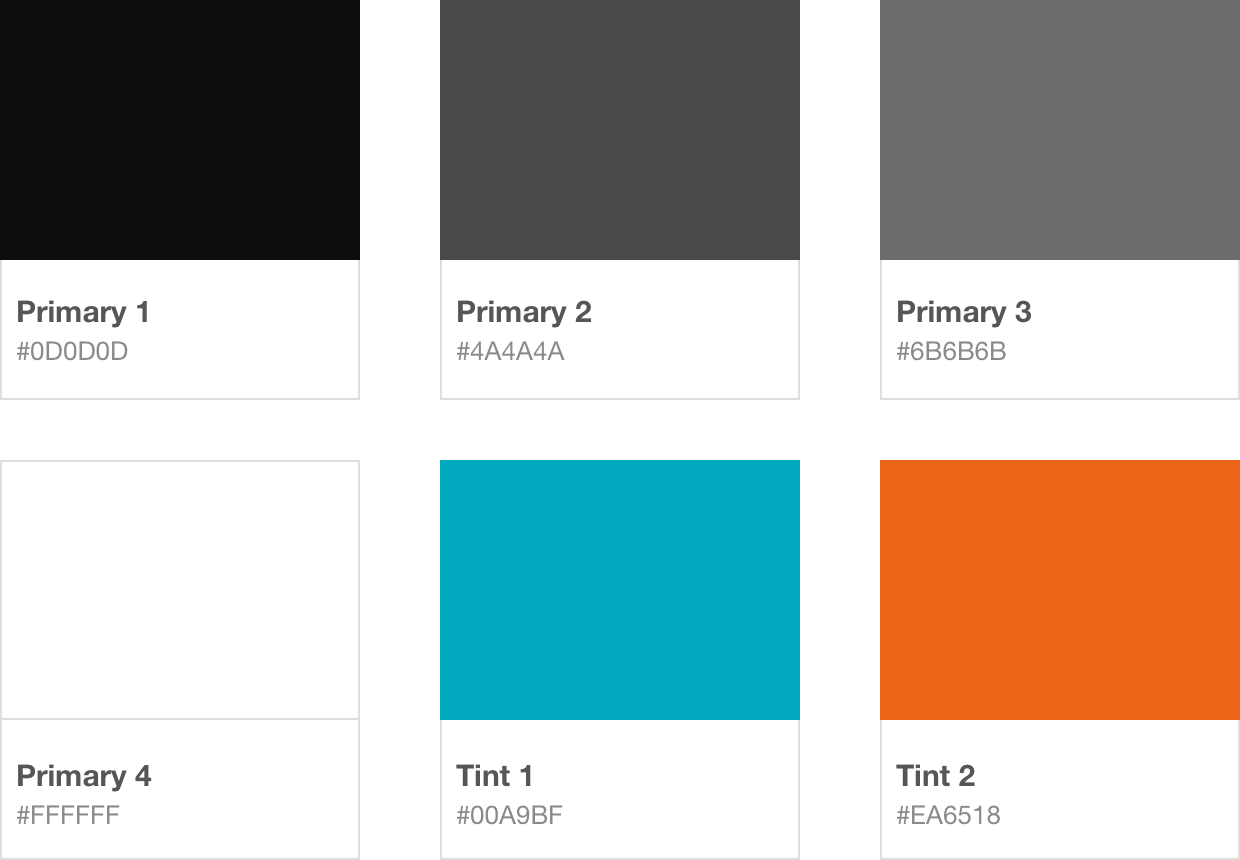 Primary 1
#0D0D0D
Primary 2
#4A4A4A
Primary 3
#6B6B6B
Primary 4
#FFFFFF
Tint 1
#00A9BF
Tint 2
#EA6518